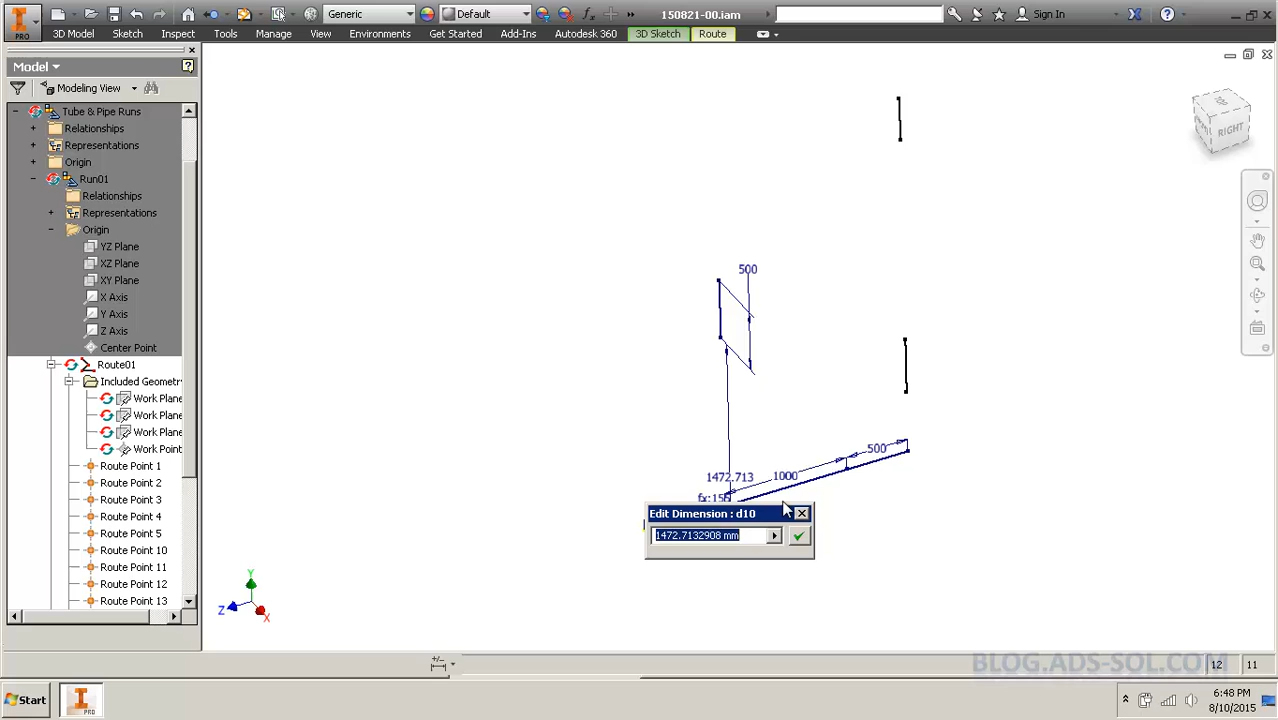 PRO
Generic
Default
fx
150821-00.iam
Sign In
?
3D Model
Sketch
Inspect
Tools
Manage
View
Environments
Get Started
Add-Ins
Autodesk 360
3D Sketch
Route
Model
?
Modeling View
Tube & Pipe Runs
Relationships
Representations
Origin
Run01
Relationships
Representations
Origin
YZ Plane
XZ Plane
XY Plane
X Axis
Y Axis
Z Axis
Center Point
Route01
Included Geometr
Work Plane
Work Plane
Work Plane
Work Point
Route Point 1
Route Point 2
Route Point 3
Route Point 4
Route Point 5
Route Point 10
Route Point 11
Route Point 12
Route Point 13
RIGHT
500
500
1472.713
1000
fx:150
Edit Dimension : d10
1472.7132908 mm
Y
Z
X
BLOG.ADS-SOL.COM
12
11
Start
PRO
6:48 PM
8/10/2015